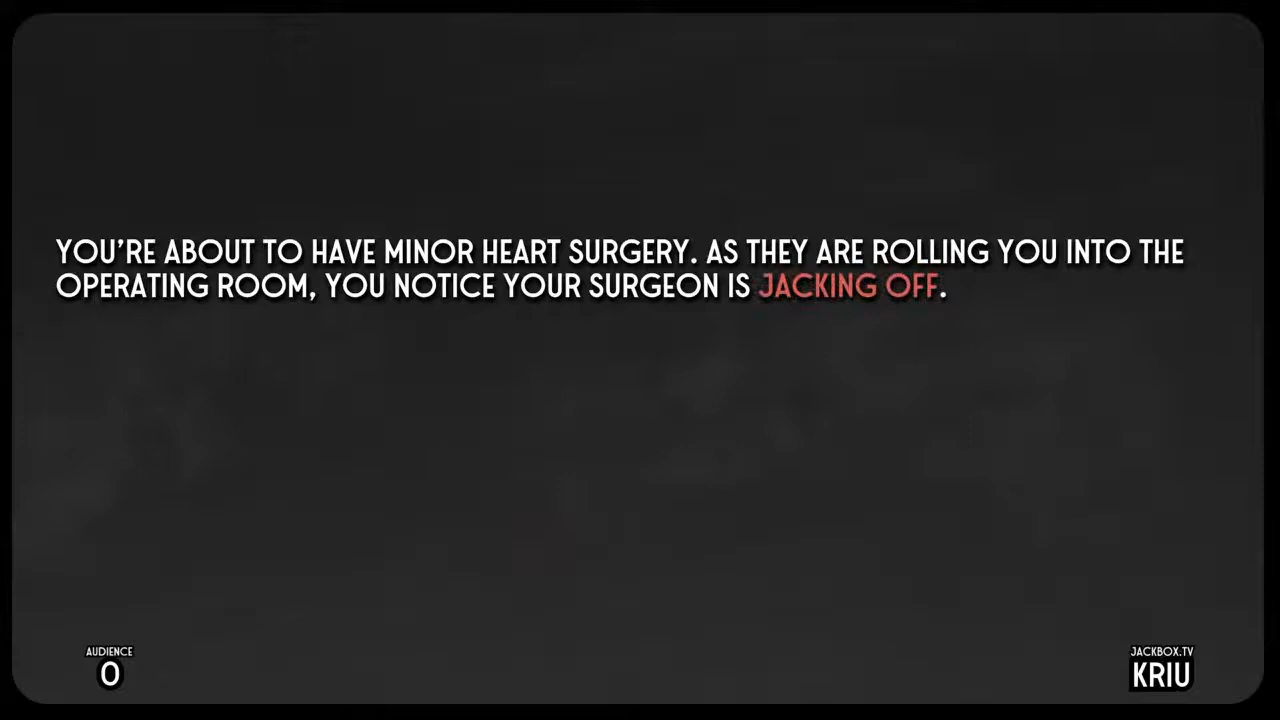 YOU'RE ABOUT TO HAVE MINOR HEART SURGERY. AS THEY ARE ROLLING YOU INTO THE
OPERATING ROOM, YOU NOTICE YOUR SURGEON IS JACKING OFF.
AUDIENCE
0
JACKBOX.TV
KRIU